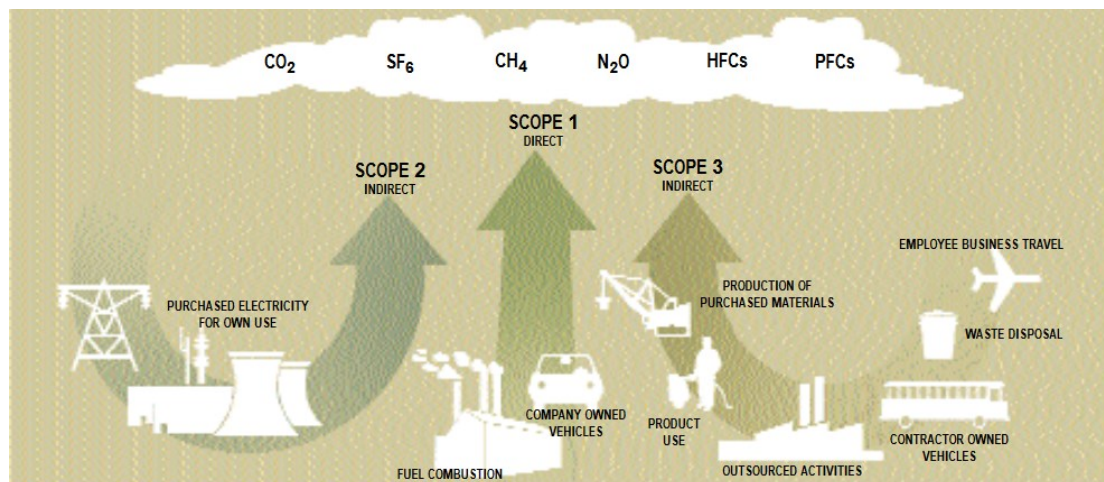 CO₂ SF₆ CH₄ N₂O HFCs PFCs
SCOPE 1
DIRECT
SCOPE 2
INDIRECT
SCOPE 3
INDIRECT
EMPLOYEE BUSINESS TRAVEL
PURCHASED ELECTRICITY
FOR OWN USE
PRODUCTION OF
PURCHASED MATERIALS
WASTE DISPOSAL
COMPANY OWNED
VEHICLES
PRODUCT
USE
CONTRACTOR OWNED
VEHICLES
FUEL COMBUSTION
OUTSOURCED ACTIVITIES